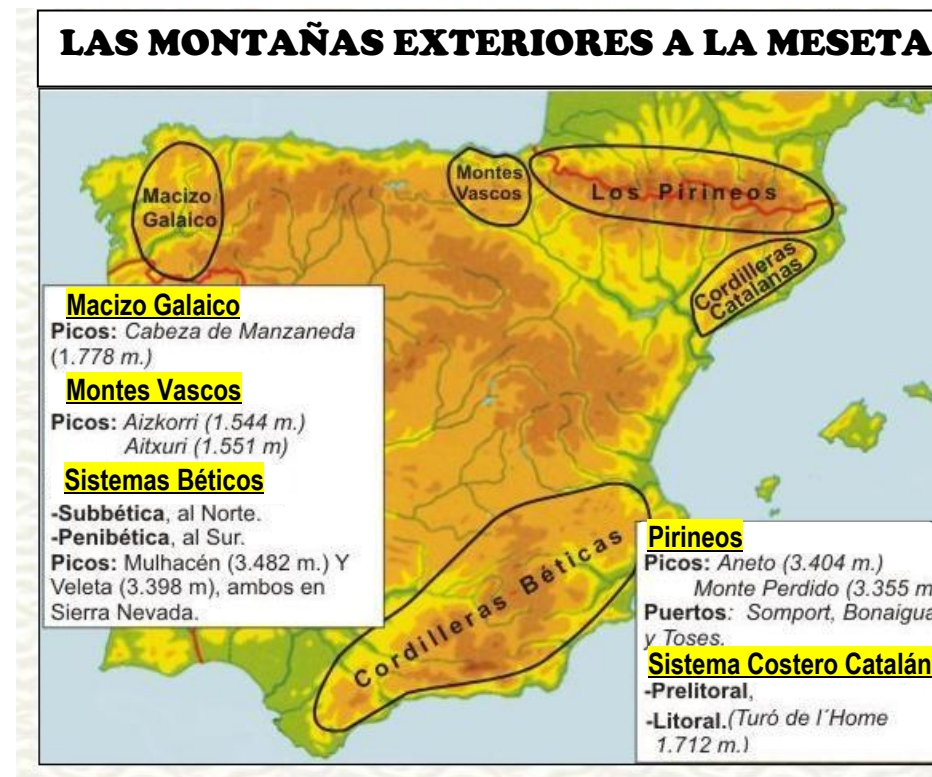 LAS MONTAÑAS EXTERIORES A LA MESETA
Macizo
Galaico
Montes
Vascos
Los Pirineos
Cordilleras
Catalanas
Cordilleras Béticas
Macizo Galaico
Picos: Cabeza de Manzaneda
(1.778 m.)
Montes Vascos
Picos: Aizkorri (1.544 m.)
Aitxuri (1.551 m)
Sistemas Béticos
-Subbética, al Norte.
-Penibética, al Sur.
Picos: Mulhacén (3.482 m.) Y
Veleta (3.398 m), ambos en
Sierra Nevada.
Pirineos
Picos: Aneto (3.404 m.)
Monte Perdido (3.355 m
Puertos: Somport, Bonaigua
y Toses.
Sistema Costero Catalán
-Prelitoral,
-Litoral.(Turó de l´Home
1.712 m.)